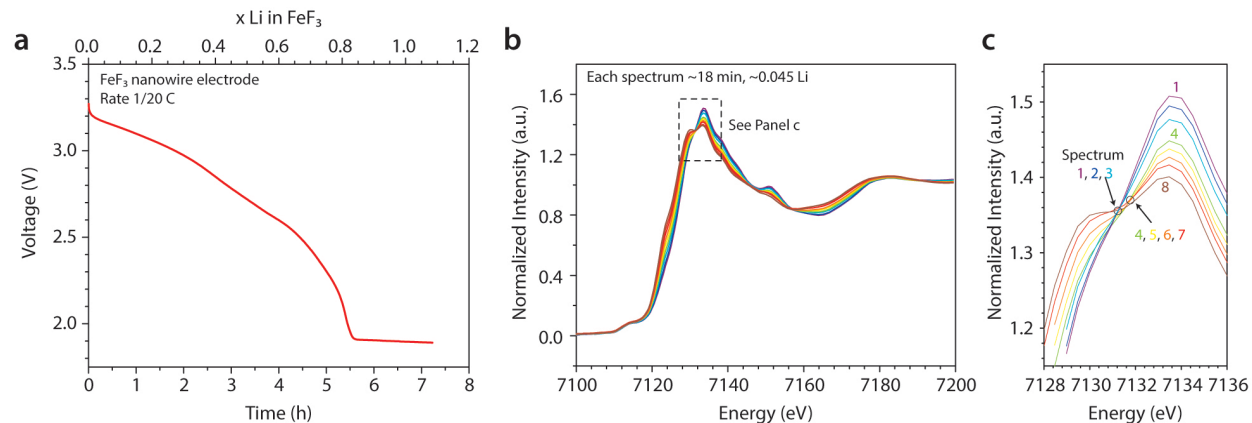 a
x Li in FeF₃
0.0 0.2 0.4 0.6 0.8 1.0 1.2
3.5
3.0
2.5
2.0
Voltage (V)
FeF₃ nanowire electrode
Rate 1/20 C
0 1 2 3 4 5 6 7 8
Time (h)
b
Each spectrum ~18 min, ~0.045 Li
See Panel c
1.6
1.2
0.8
0.4
0.0
Normalized Intensity (a.u.)
7100 7120 7140 7160 7180 7200
Energy (eV)
c
1.5
1.4
1.3
1.2
Normalized Intensity (a.u.)
1
4
8
Spectrum
1, 2, 3
4, 5, 6, 7
7128 7130 7132 7134 7136
Energy (eV)